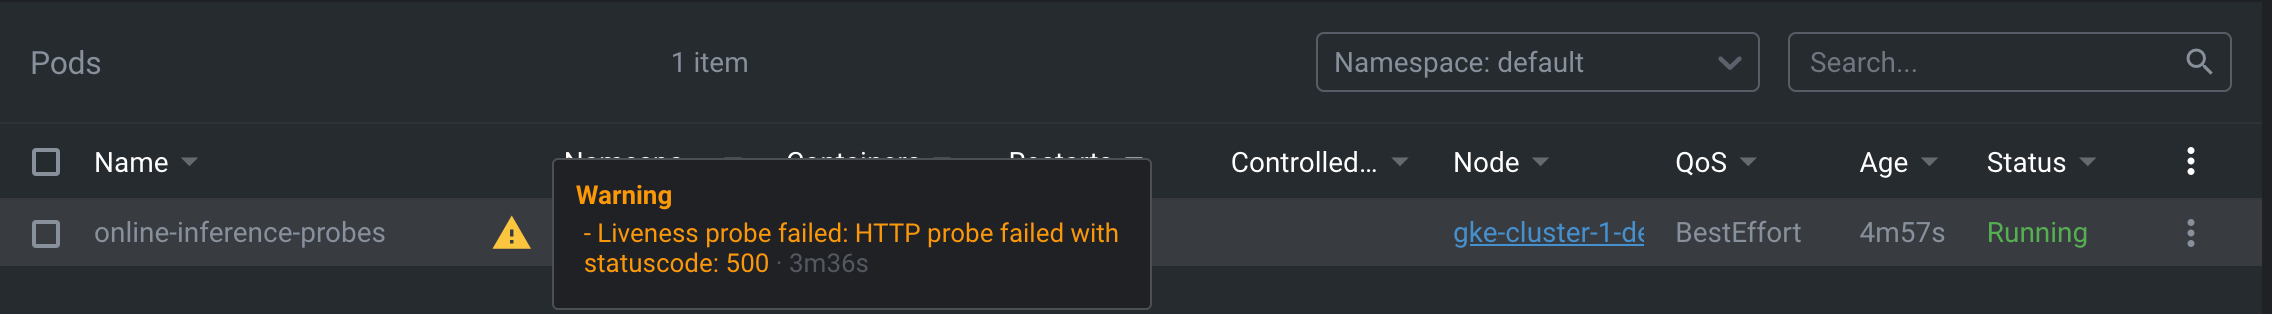 Pods
1 item
Namespace: default
Search...
Name
Controlled...
Node
QoS
Age
Status
Warning
- Liveness probe failed: HTTP probe failed with
statuscode: 500 · 3m36s
online-inference-probes
gke-cluster-1-de
BestEffort
4m57s
Running